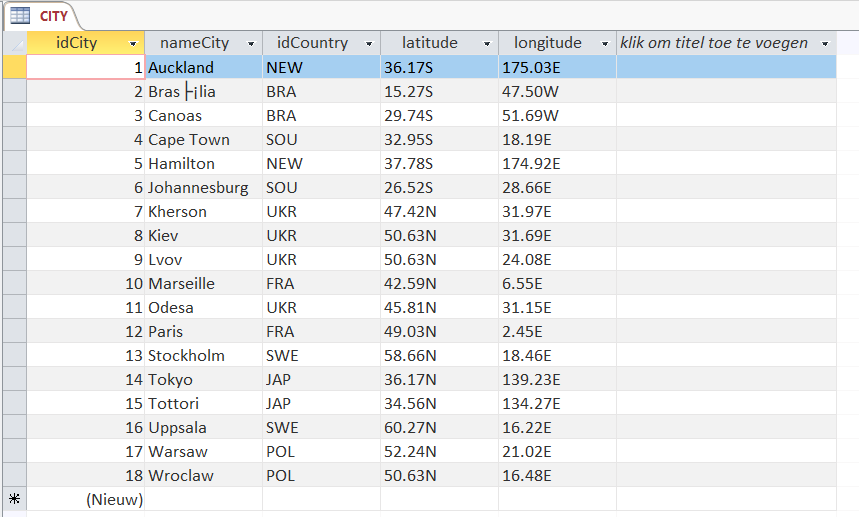 CITY
idCity nameCity idCountry latitude longitude klik om titel toe te voegen
1 Auckland NEW 36.17S 175.03E
2 Bras├¡lia BRA 15.27S 47.50W
3 Canoas BRA 29.74S 51.69W
4 Cape Town SOU 32.95S 18.19E
5 Hamilton NEW 37.78S 174.92E
6 Johannesburg SOU 26.52S 28.66E
7 Kherson UKR 47.42N 31.97E
8 Kiev UKR 50.63N 31.69E
9 Lvov UKR 50.63N 24.08E
10 Marseille FRA 42.59N 6.55E
11 Odesa UKR 45.81N 31.15E
12 Paris FRA 49.03N 2.45E
13 Stockholm SWE 58.66N 18.46E
14 Tokyo JAP 36.17N 139.23E
15 Tottori JAP 34.56N 134.27E
16 Uppsala SWE 60.27N 16.22E
17 Warsaw POL 52.24N 21.02E
18 Wroclaw POL 50.63N 16.48E
(Nieuw)